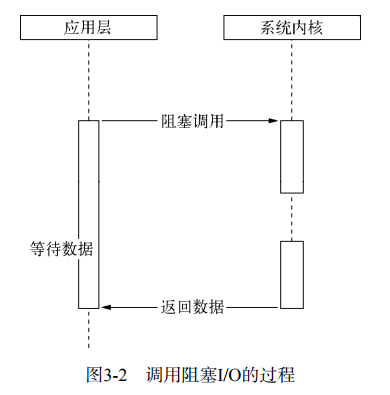 应用层
系统内核
阻塞调用
等待数据
返回数据
图3-2 调用阻塞I/O的过程